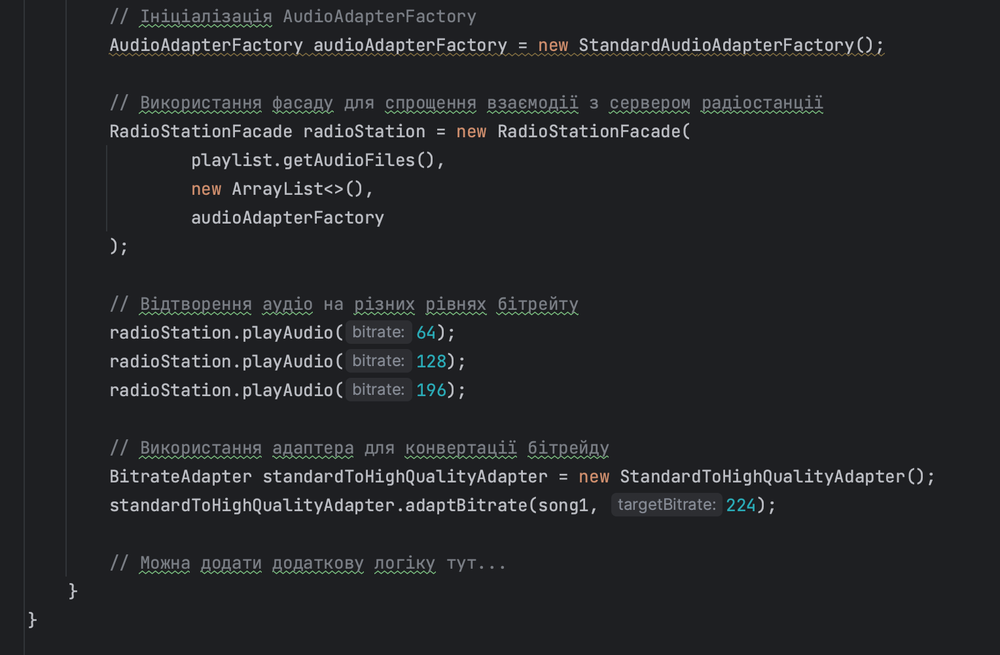 // Ініціалізація AudioAdapterFactory
AudioAdapterFactory audioAdapterFactory = new StandardAudioAdapterFactory();
// Використання фасаду для спрощення взаємодії з сервером радіостанції
RadioStationFacade radioStation = new RadioStationFacade(
playlist.getAudioFiles(),
new ArrayList<>(),
audioAdapterFactory
);
// Відтворення аудіо на різних рівнях бітрейту
radioStation.playAudio( bitrate: 64);
radioStation.playAudio( bitrate: 128);
radioStation.playAudio( bitrate: 196);
// Використання адаптера для конвертації бітрейду
BitrateAdapter standardToHighQualityAdapter = new StandardToHighQualityAdapter();
standardToHighQualityAdapter.adaptBitrate(song1, targetBitrate: 224);
// Можна додати додаткову логіку тут...
}
}